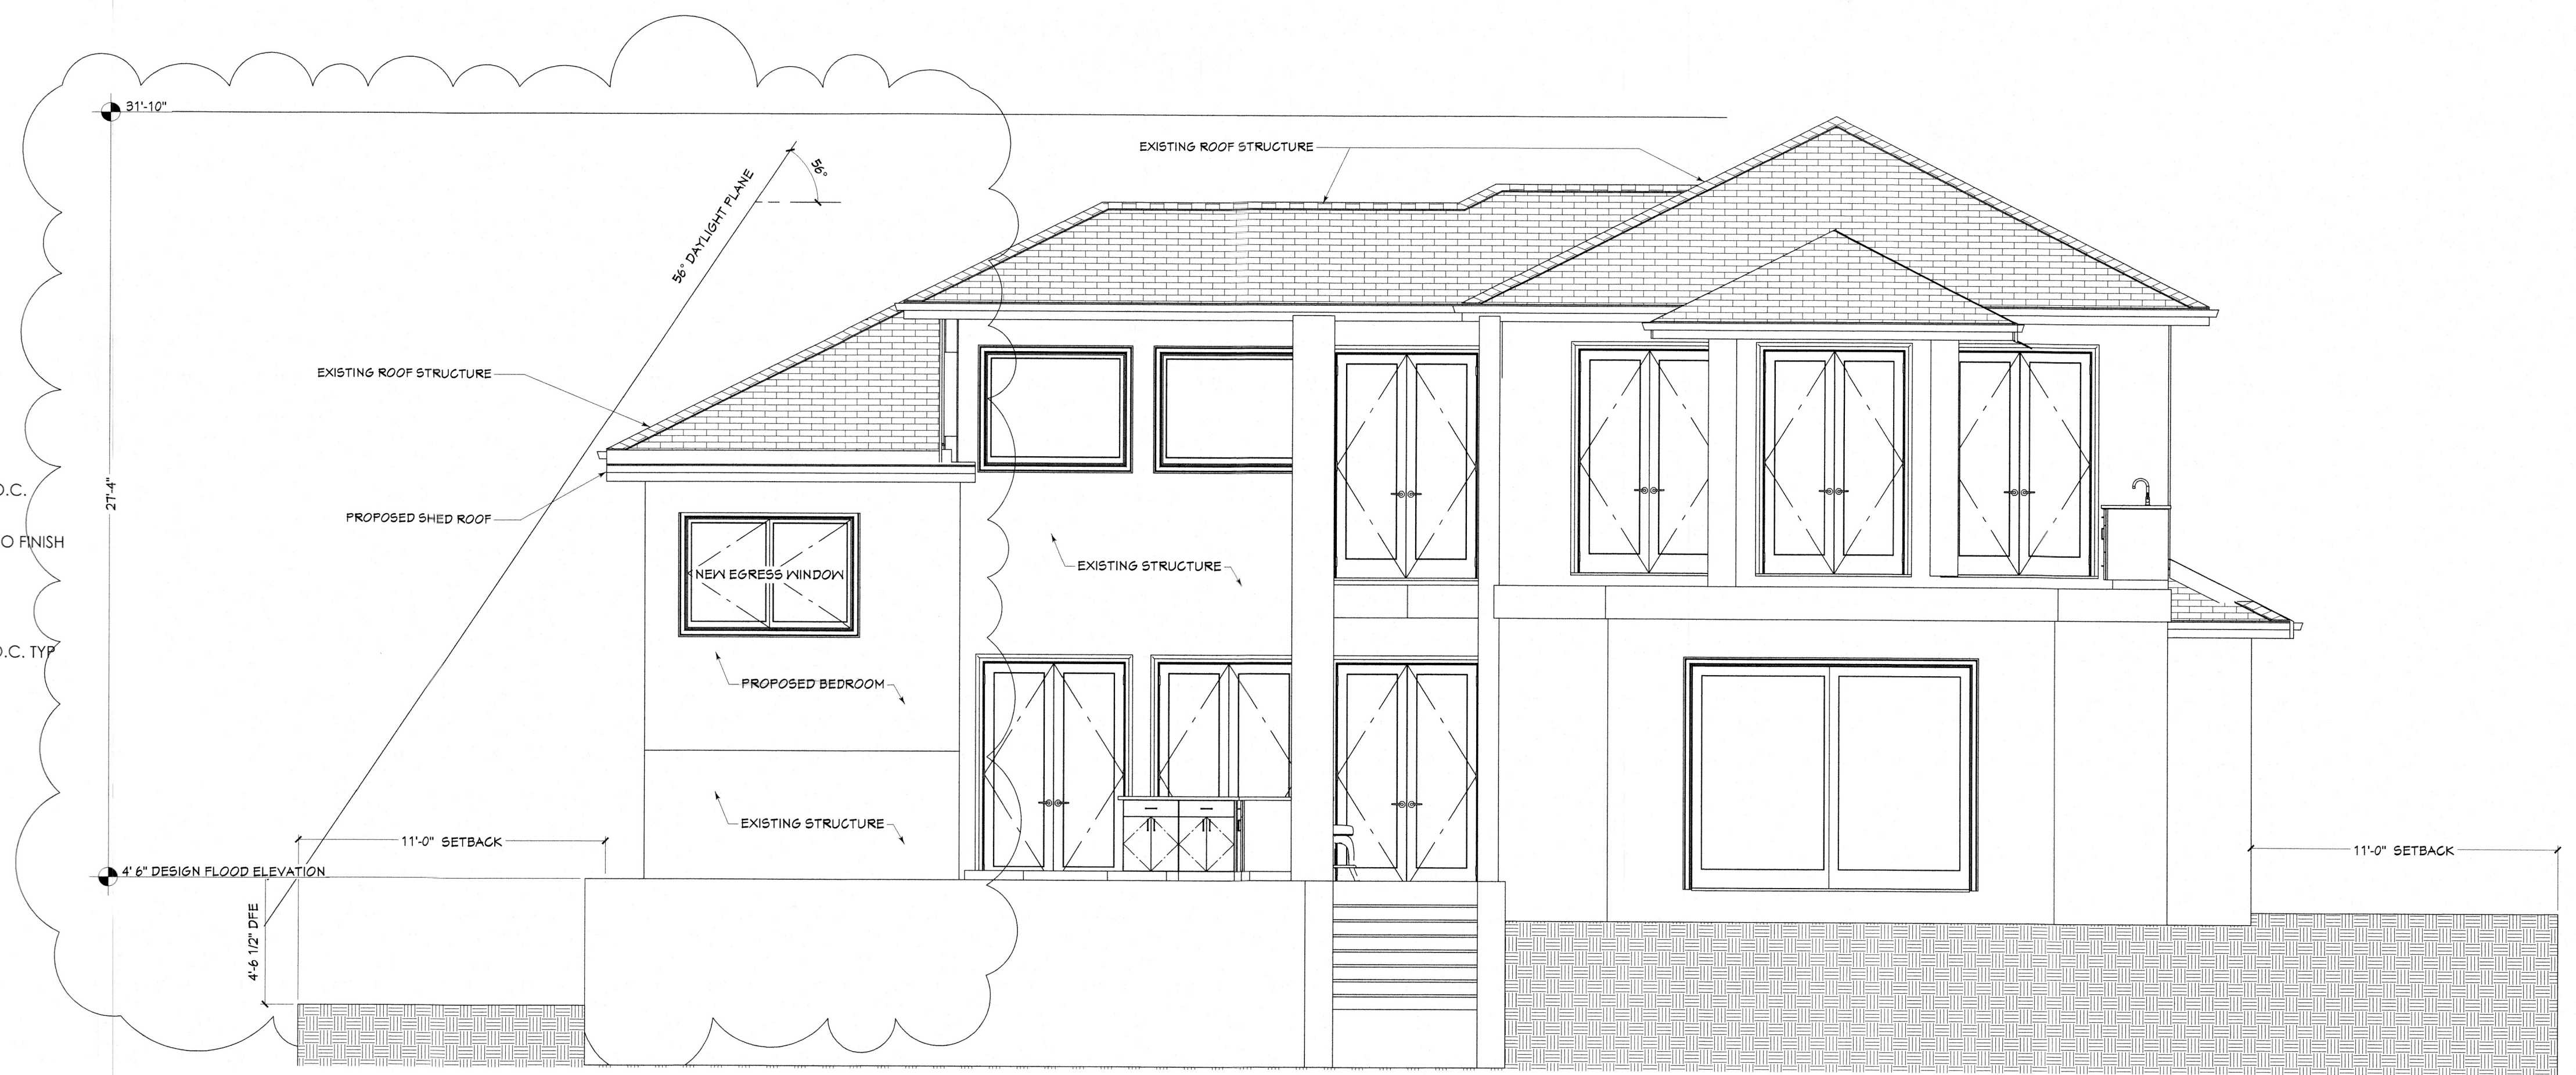 31'-10"
EXISTING ROOF STRUCTURE
56°
56° DAYLIGHT PLANE
EXISTING ROOF STRUCTURE
27'-4"
O.C.
PROPOSED SHED ROOF
O FINISH
NEW EGRESS WINDOW
EXISTING STRUCTURE
O.C. TYP
PROPOSED BEDROOM
EXISTING STRUCTURE
11'-0" SETBACK
11'-0" SETBACK
4' 6" DESIGN FLOOD ELEVATION
4'-6 1/2" DFE